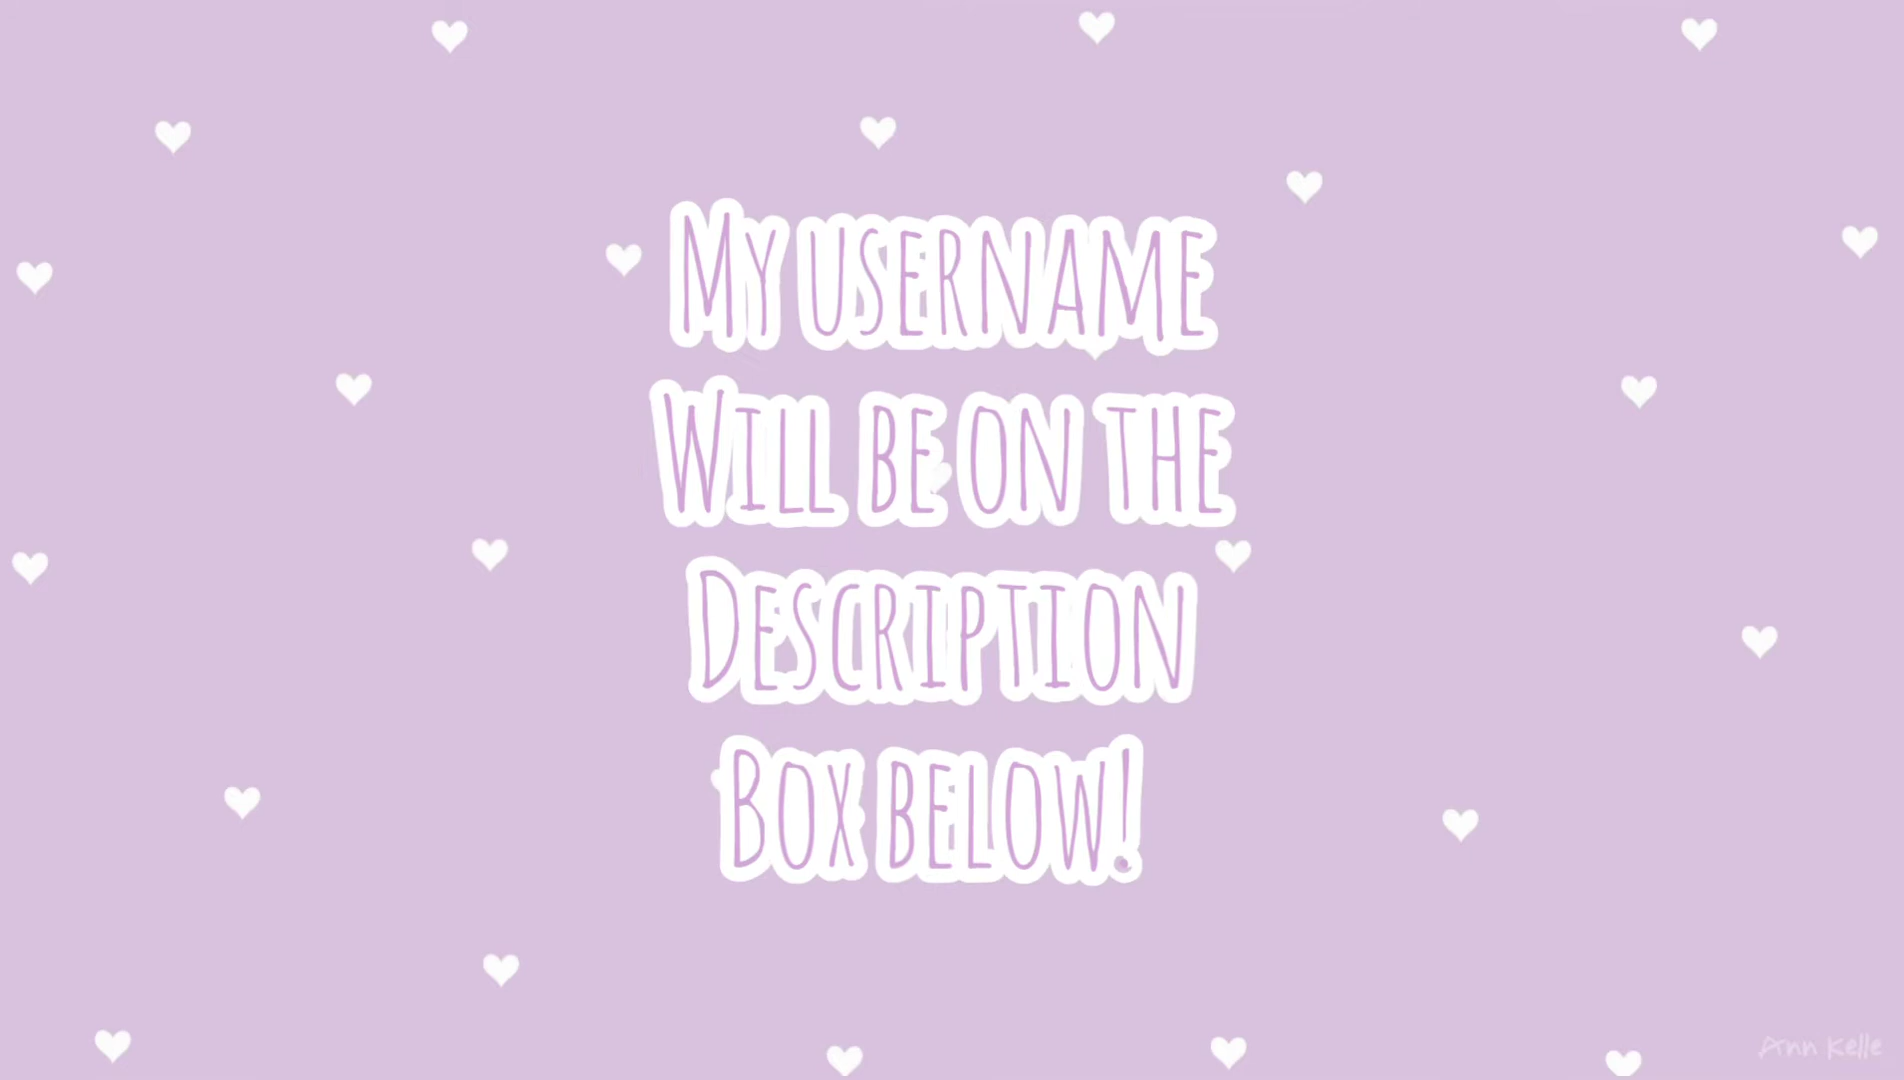 My username
Will be on the
Description
Box below!
Ann Kelle